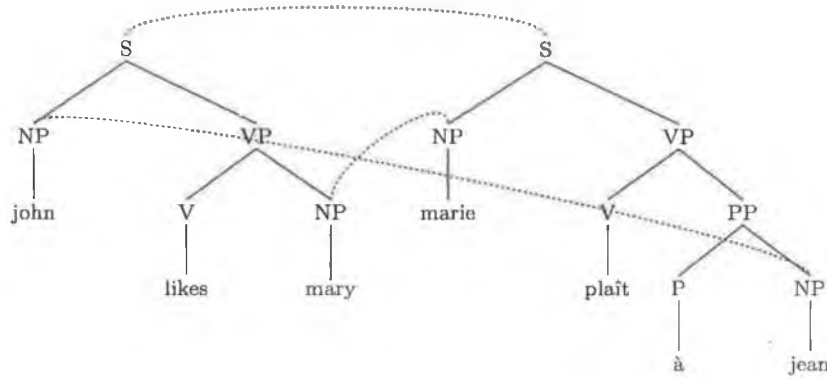 S S
NP VP NP VP
john V NP marie V PP
likes mary plaît P NP
à jean